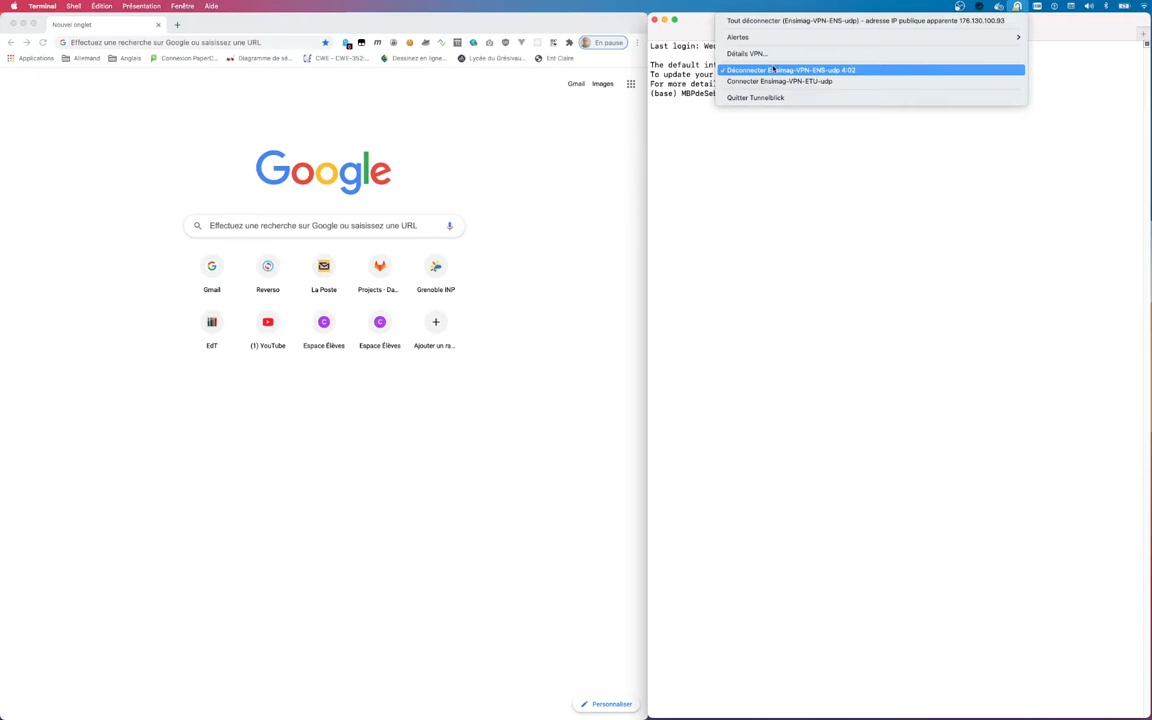 Terminal Shell Édition Présentation Fenêtre Aide
Nouvel onglet
Effectuez une recherche sur Google ou saisissez une URL
En pause
Applications Allemand Anglais Connexion PaperC... Diagramme de sé... CWE - CWE-352:... Dessinez en ligne... Lycée du Grésivau... Ent Claire
Gmail Images
Google
Effectuez une recherche sur Google ou saisissez une URL
Gmail Reverso La Poste Projects · Da... Grenoble INP
EdT (1) YouTube Espace Élèves Espace Élèves Ajouter un ra...
Personnaliser
Tout déconnecter (Ensimag-VPN-ENS-udp) - adresse IP publique apparente 176.130.100.93
Alertes
Détails VPN...
✓ Déconnecter Ensimag-VPN-ENS-udp 4:02
Connecter Ensimag-VPN-ETU-udp
Quitter Tunnelblick
Last login: Wed
The default int
To update your
For more detai
(base) MBPdeSeb